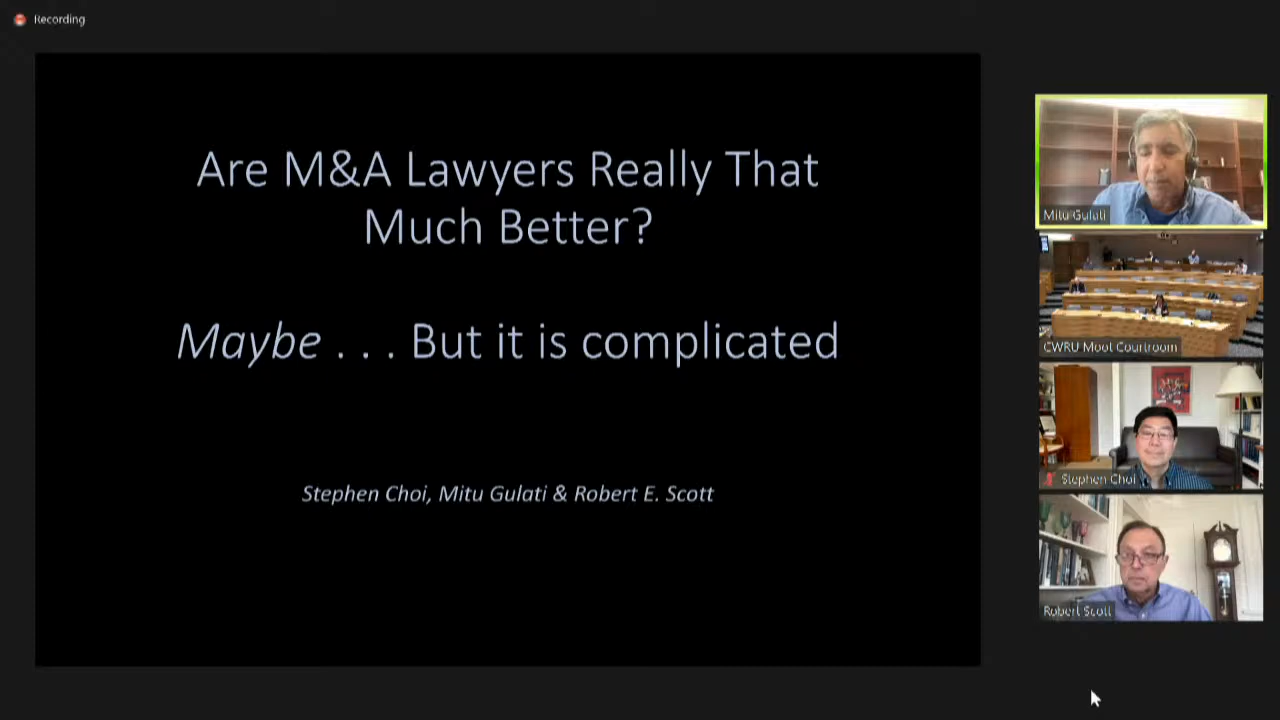 Recording
Are M&A Lawyers Really That
Much Better?
Maybe . . . But it is complicated
Stephen Choi, Mitu Gulati & Robert E. Scott
Mitu Gulati
CWRU Moot Courtroom
Stephen Choi
Robert Scott